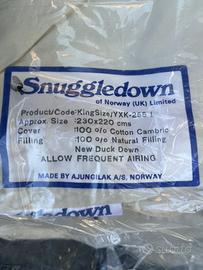 Snuggledown
of Norway (UK) Limited
Product/Code:KingSize/YXK-255 1
Approx Size :230x220 cms
Cover :100% Cotton Cambric
Filling :100% Natural Filling
New Duck Down
ALLOW FREQUENT AIRING
MADE BY AJUNGILAK A/S, NORWAY
Snuggledown